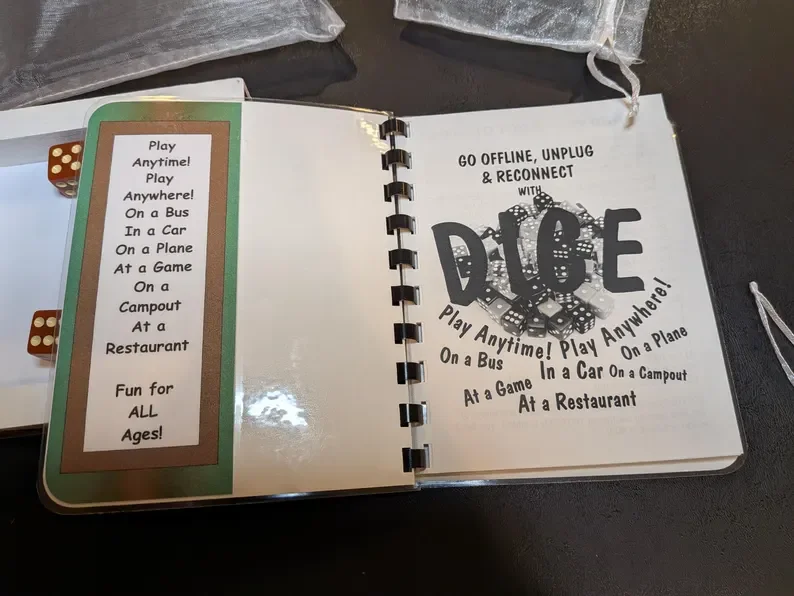 Play
Anytime!
Play
Anywhere!
On a Bus
In a Car
On a Plane
At a Game
On a
Campout
At a
Restaurant
Fun for
ALL
Ages!
GO OFFLINE, UNPLUG
& RECONNECT
WITH
DICE
Play Anytime! Play Anywhere!
On a Bus
In a Car
On a Plane
At a Game
On a Campout
At a Restaurant